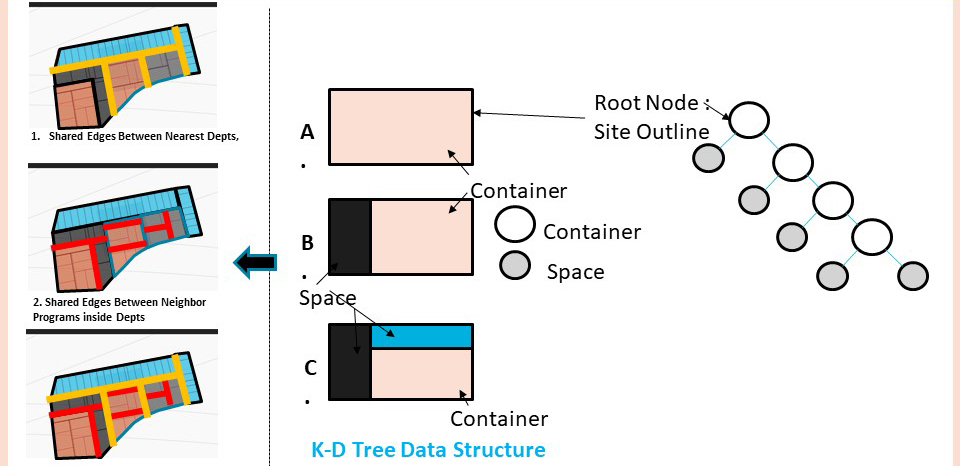 1. Shared Edges Between Nearest Depts,
2. Shared Edges Between Neighbor
Programs inside Depts
A
.
Container
B
.
Space
C
.
Container
K-D Tree Data Structure
Root Node :
Site Outline
Container
Space